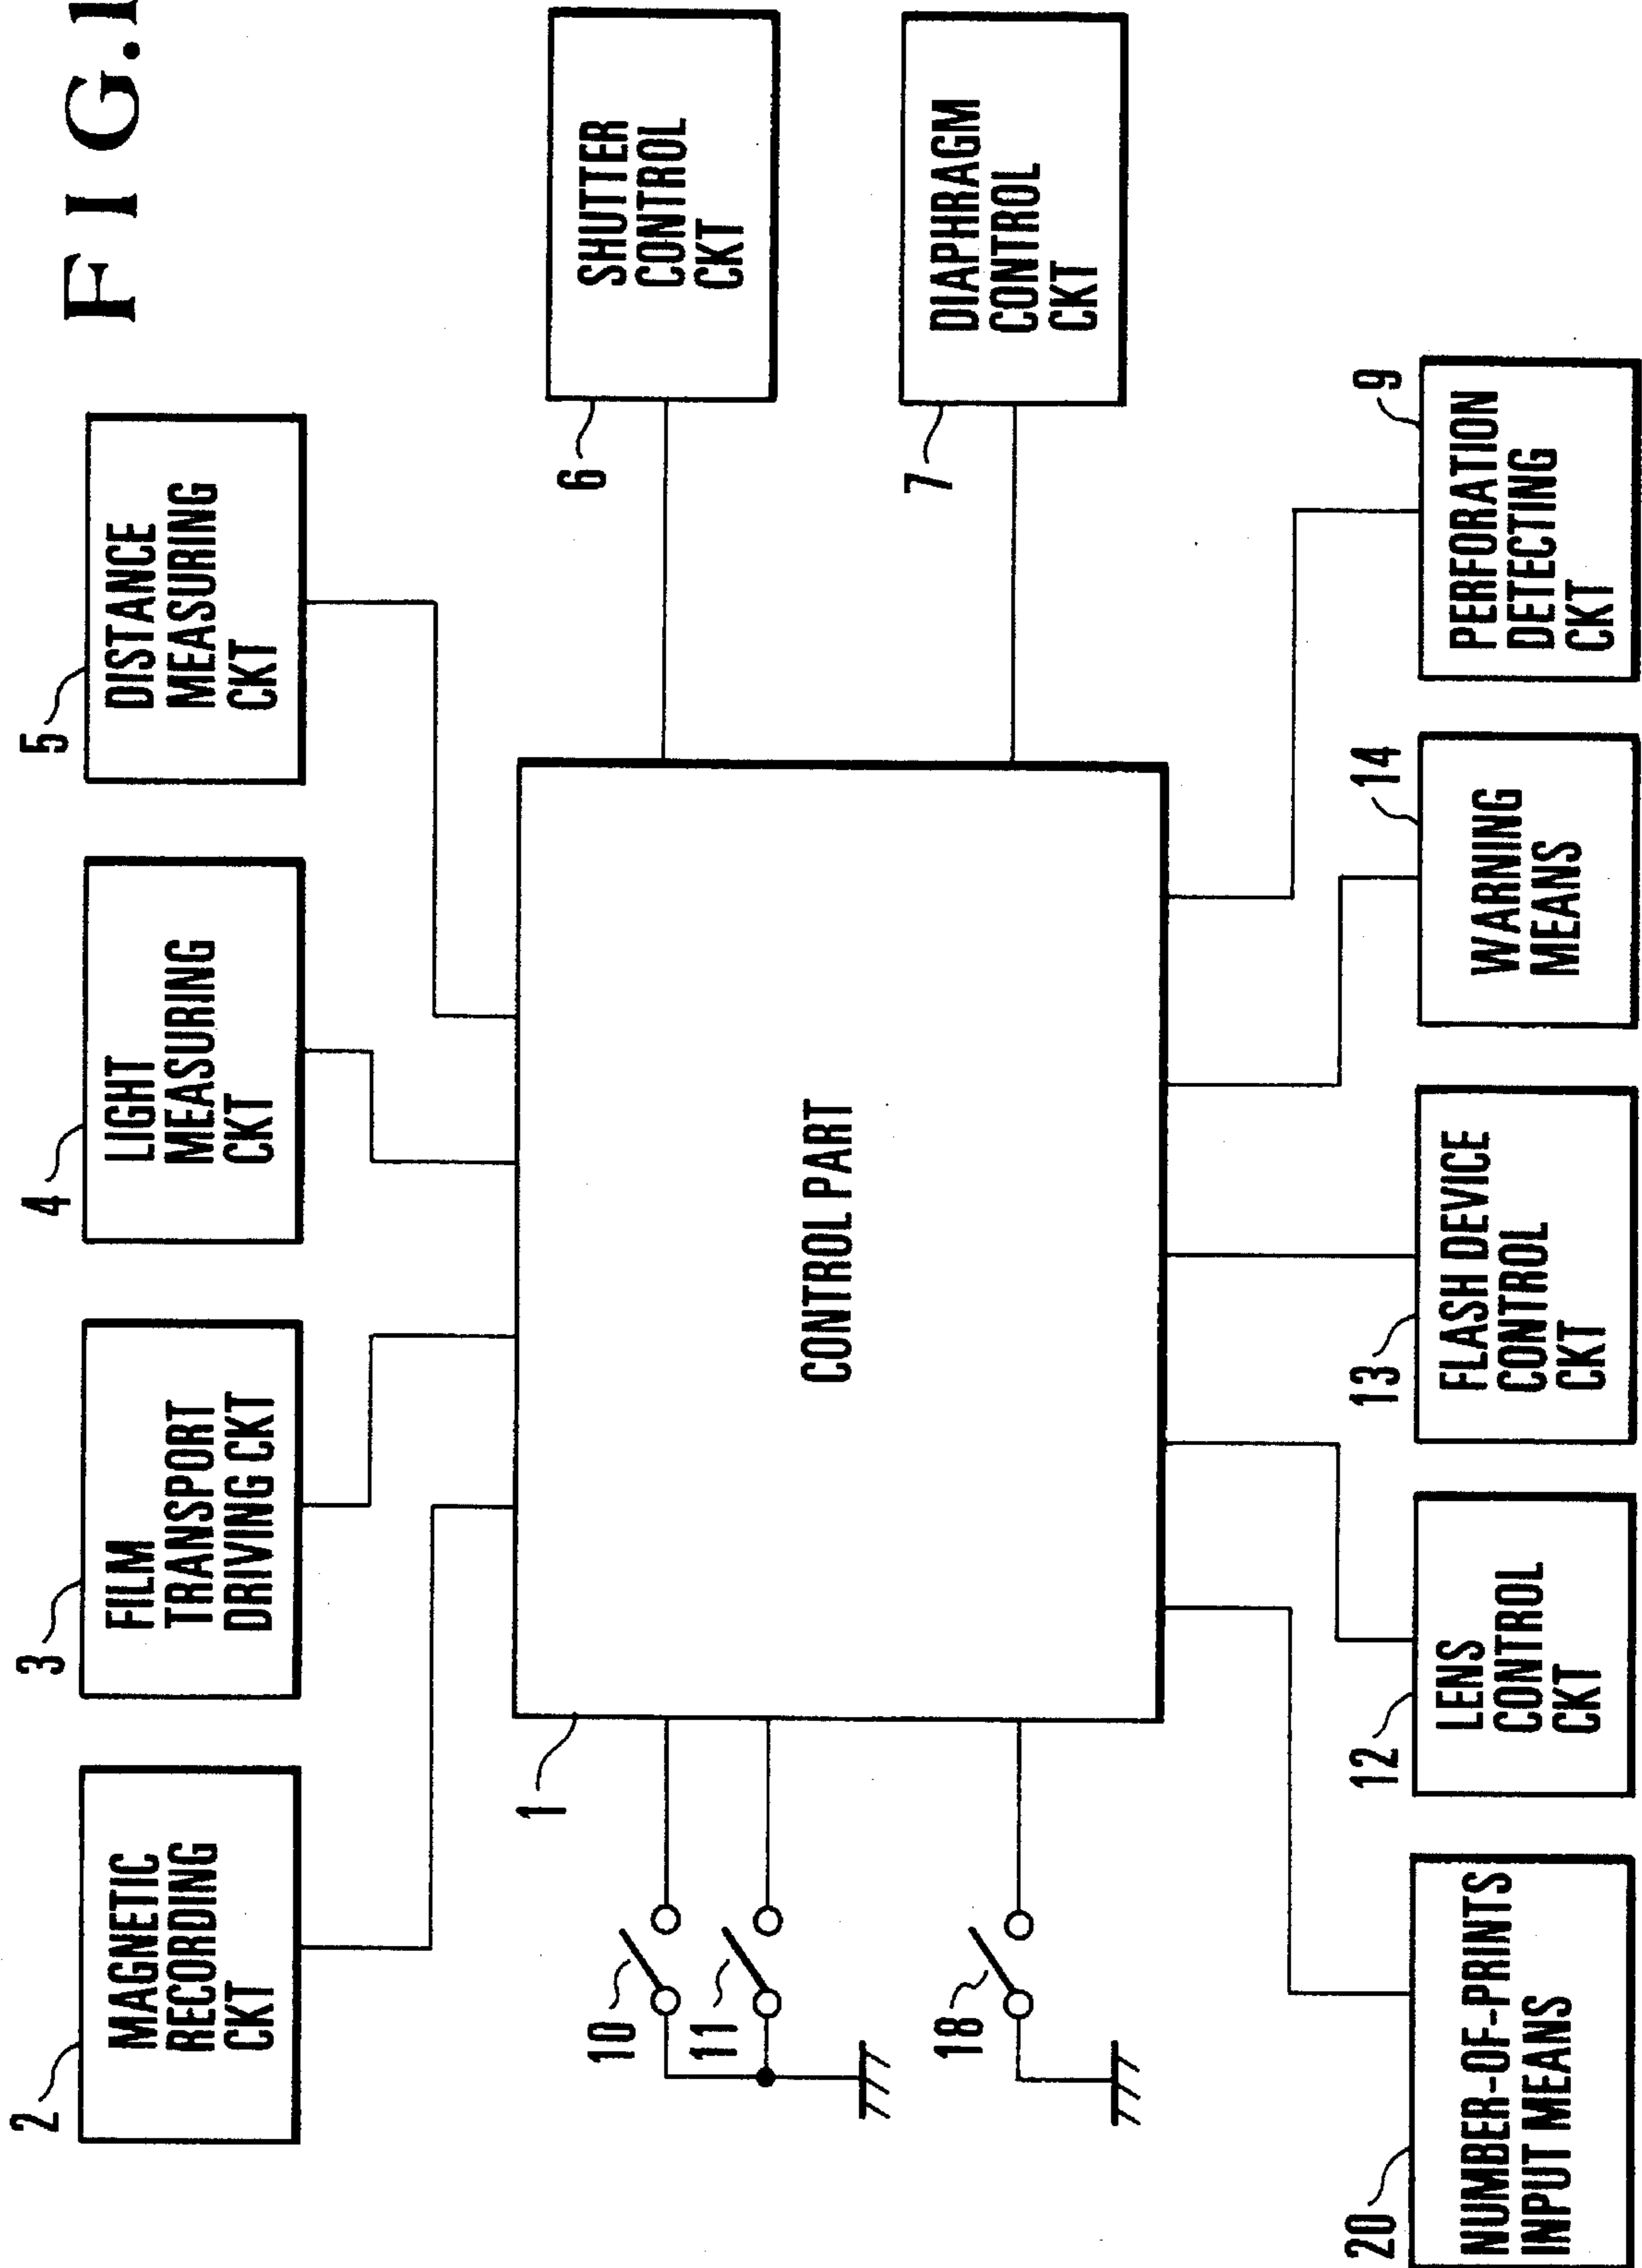 FIG.1
2
MAGNETIC
RECORDING
CKT
3
FILM
TRANSPORT
DRIVING CKT
4
LIGHT
MEASURING
CKT
5
DISTANCE
MEASURING
CKT
1
CONTROL PART
10
11
18
6
SHUTTER
CONTROL
CKT
7
DIAPHRAGM
CONTROL
CKT
20
NUMBER-OF-PRINTS
INPUT MEANS
12
LENS
CONTROL
CKT
13
FLASH DEVICE
CONTROL
CKT
14
WARNING
MEANS
9
PERFORATION
DETECTING
CKT